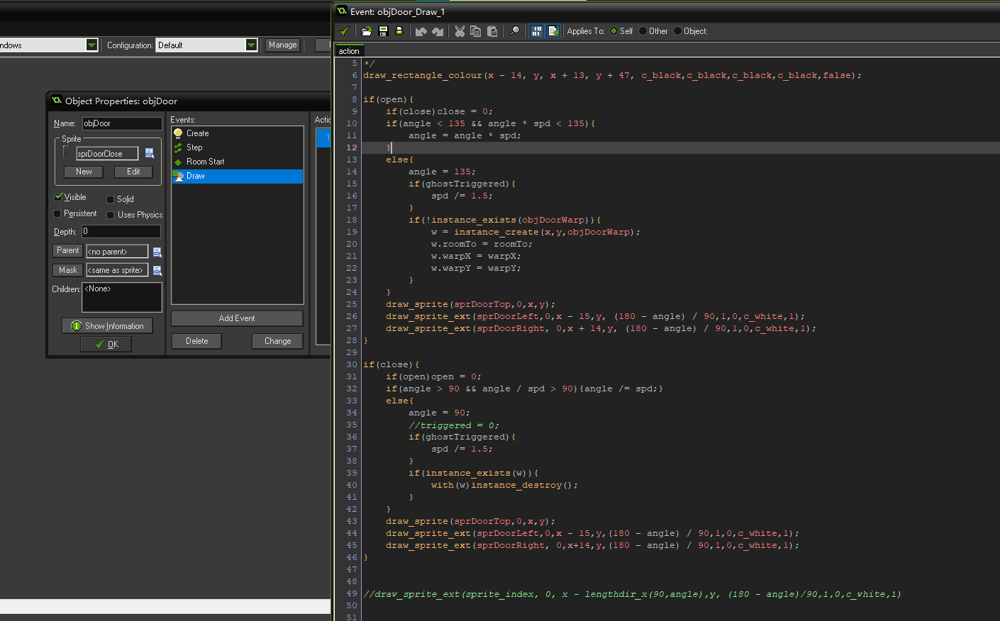 Event: objDoor_Draw_1
Applies To: Self Other Object:
ndows Configuration: Default Manage
action
Object Properties: objDoor
Name: objDoor
Sprite
sprDoorClose
New Edit
Visible Solid
Persistent Uses Physics
Depth: 0
Parent <no parent>
Mask <same as sprite>
Children: <None>
Show Information
OK
Events:
Create
Step
Room Start
Draw
Add Event
Delete Change
Actio
1
5 */
6 draw_rectangle_colour(x - 14, y, x + 13, y + 47, c_black,c_black,c_black,c_black,false);
7
8 if(open){
9 if(close)close = 0;
10 if(angle < 135 && angle * spd < 135){
11 angle = angle * spd;
12 }
13 else{
14 angle = 135;
15 if(ghostTriggered){
16 spd /= 1.5;
17 }
18 if(!instance_exists(objDoorWarp)){
19 w = instance_create(x,y,objDoorWarp);
20 w.roomTo = roomTo;
21 w.warpX = warpX;
22 w.warpY = warpY;
23 }
24 }
25 draw_sprite(sprDoorTop,0,x,y);
26 draw_sprite_ext(sprDoorLeft,0,x - 15,y, (180 - angle) / 90,1,0,c_white,1);
27 draw_sprite_ext(sprDoorRight, 0,x + 14,y, (180 - angle) / 90,1,0,c_white,1);
28 }
29
30 if(close){
31 if(open)open = 0;
32 if(angle > 90 && angle / spd > 90){angle /= spd;}
33 else{
34 angle = 90;
35 //triggered = 0;
36 if(ghostTriggered){
37 spd /= 1.5;
38 }
39 if(instance_exists(w)){
40 with(w)instance_destroy();
41 }
42 }
43 draw_sprite(sprDoorTop,0,x,y);
44 draw_sprite_ext(sprDoorLeft,0,x - 15,y,(180 - angle) / 90,1,0,c_white,1);
45 draw_sprite_ext(sprDoorRight, 0,x+14,y,(180 - angle) / 90,1,0,c_white,1);
46 }
47
48
49 //draw_sprite_ext(sprite_index, 0, x - lengthdir_x(90,angle),y, (180 - angle)/90,1,0,c_white,1)
50
51